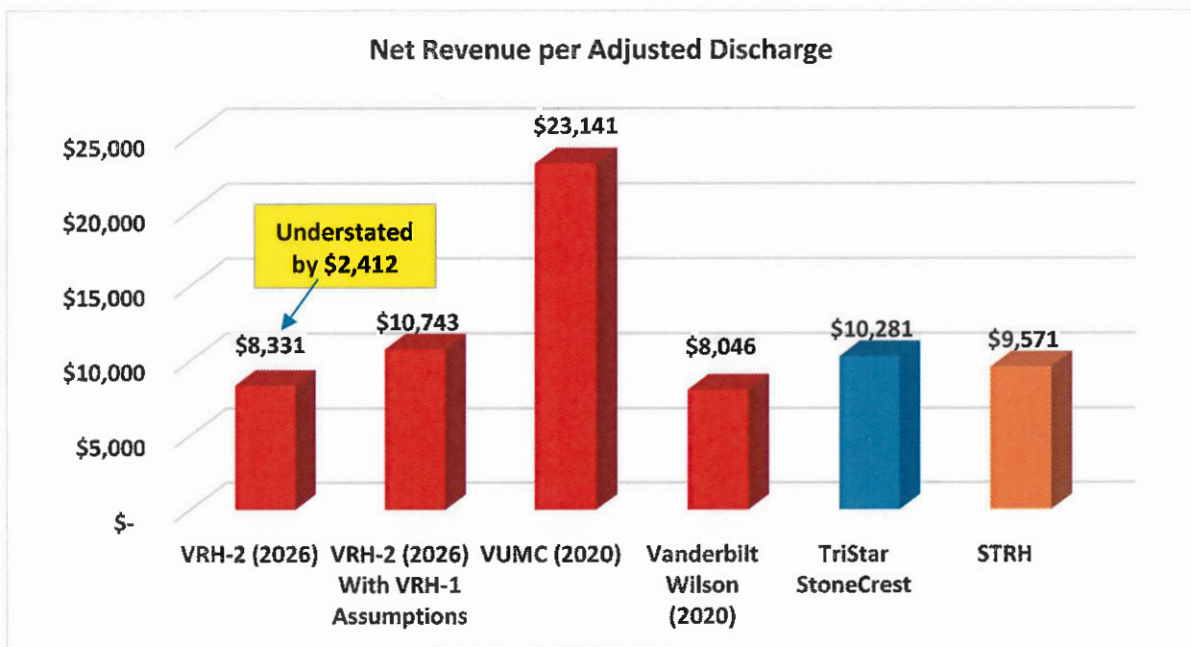 Net Revenue per Adjusted Discharge
$25,000
$20,000
$15,000
$10,000
$5,000
$-
Understated
by $2,412
$8,331
$10,743
$23,141
$8,046
$10,281
$9,571
VRH-2 (2026)
VRH-2 (2026)
With VRH-1
Assumptions
VUMC (2020)
Vanderbilt
Wilson
(2020)
TriStar
StoneCrest
STRH